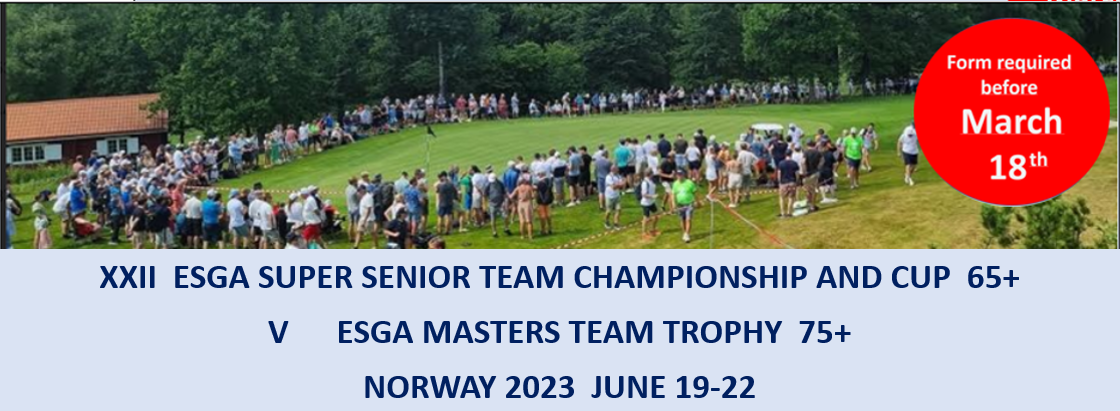 Form required
before
March
18th
XXII ESGA SUPER SENIOR TEAM CHAMPIONSHIP AND CUP 65+
V ESGA MASTERS TEAM TROPHY 75+
NORWAY 2023 JUNE 19-22